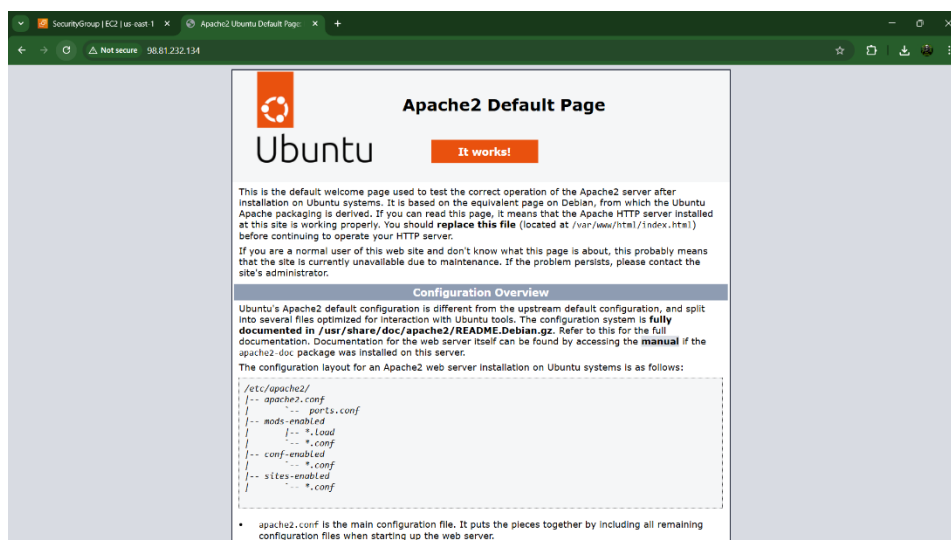 SecurityGroup | EC2 | us-east-1
Apache2 Ubuntu Default Page:
Not secure 98.81.232.134
Apache2 Default Page
Ubuntu
It works!
This is the default welcome page used to test the correct operation of the Apache2 server after
installation on Ubuntu systems. It is based on the equivalent page on Debian, from which the Ubuntu
Apache packaging is derived. If you can read this page, it means that the Apache HTTP server installed
at this site is working properly. You should replace this file (located at /var/www/html/index.html)
before continuing to operate your HTTP server.
If you are a normal user of this web site and don't know what this page is about, this probably means
that the site is currently unavailable due to maintenance. If the problem persists, please contact the
site's administrator.
Configuration Overview
Ubuntu's Apache2 default configuration is different from the upstream default configuration, and split
into several files optimized for interaction with Ubuntu tools. The configuration system is fully
documented in /usr/share/doc/apache2/README.Debian.gz. Refer to this for the full
documentation. Documentation for the web server itself can be found by accessing the manual if the
apache2-doc package was installed on this server.
The configuration layout for an Apache2 web server installation on Ubuntu systems is as follows:
/etc/apache2/
|-- apache2.conf
|       `-- ports.conf
|-- mods-enabled
|       |-- *.load
|       `-- *.conf
|-- conf-enabled
|       `-- *.conf
|-- sites-enabled
|       `-- *.conf
• apache2.conf is the main configuration file. It puts the pieces together by including all remaining
configuration files when starting up the web server.